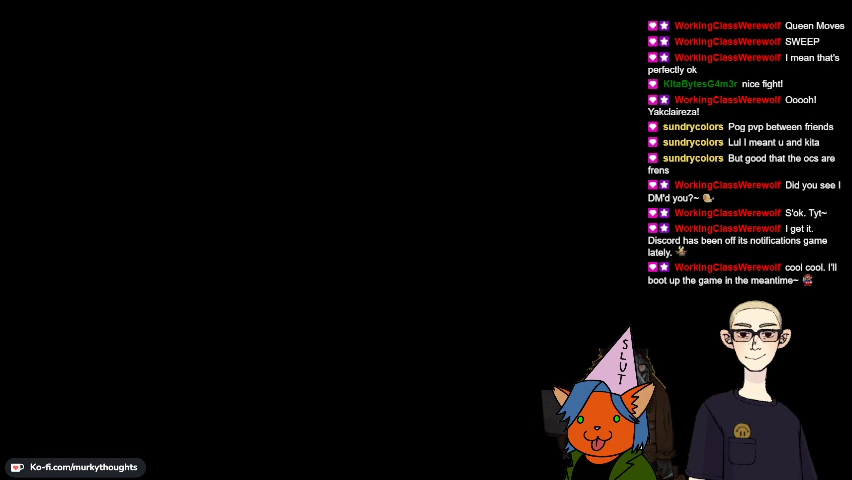 WorkingClassWerewolf Queen Moves
WorkingClassWerewolf SWEEP
WorkingClassWerewolf I mean that's
perfectly ok
KitaBytesG4m3r nice fight!
WorkingClassWerewolf Ooooh!
Yakclaireza!
sundrycolors Pog pvp between friends
sundrycolors Lul I meant u and kita
sundrycolors But good that the ocs are
frens
WorkingClassWerewolf Did you see I
DM'd you?~
WorkingClassWerewolf S'ok. Tyt~
WorkingClassWerewolf I get it.
Discord has been off its notifications game
lately.
WorkingClassWerewolf cool cool. I'll
boot up the game in the meantime~
SLUT
Ko-fi.com/murkythoughts